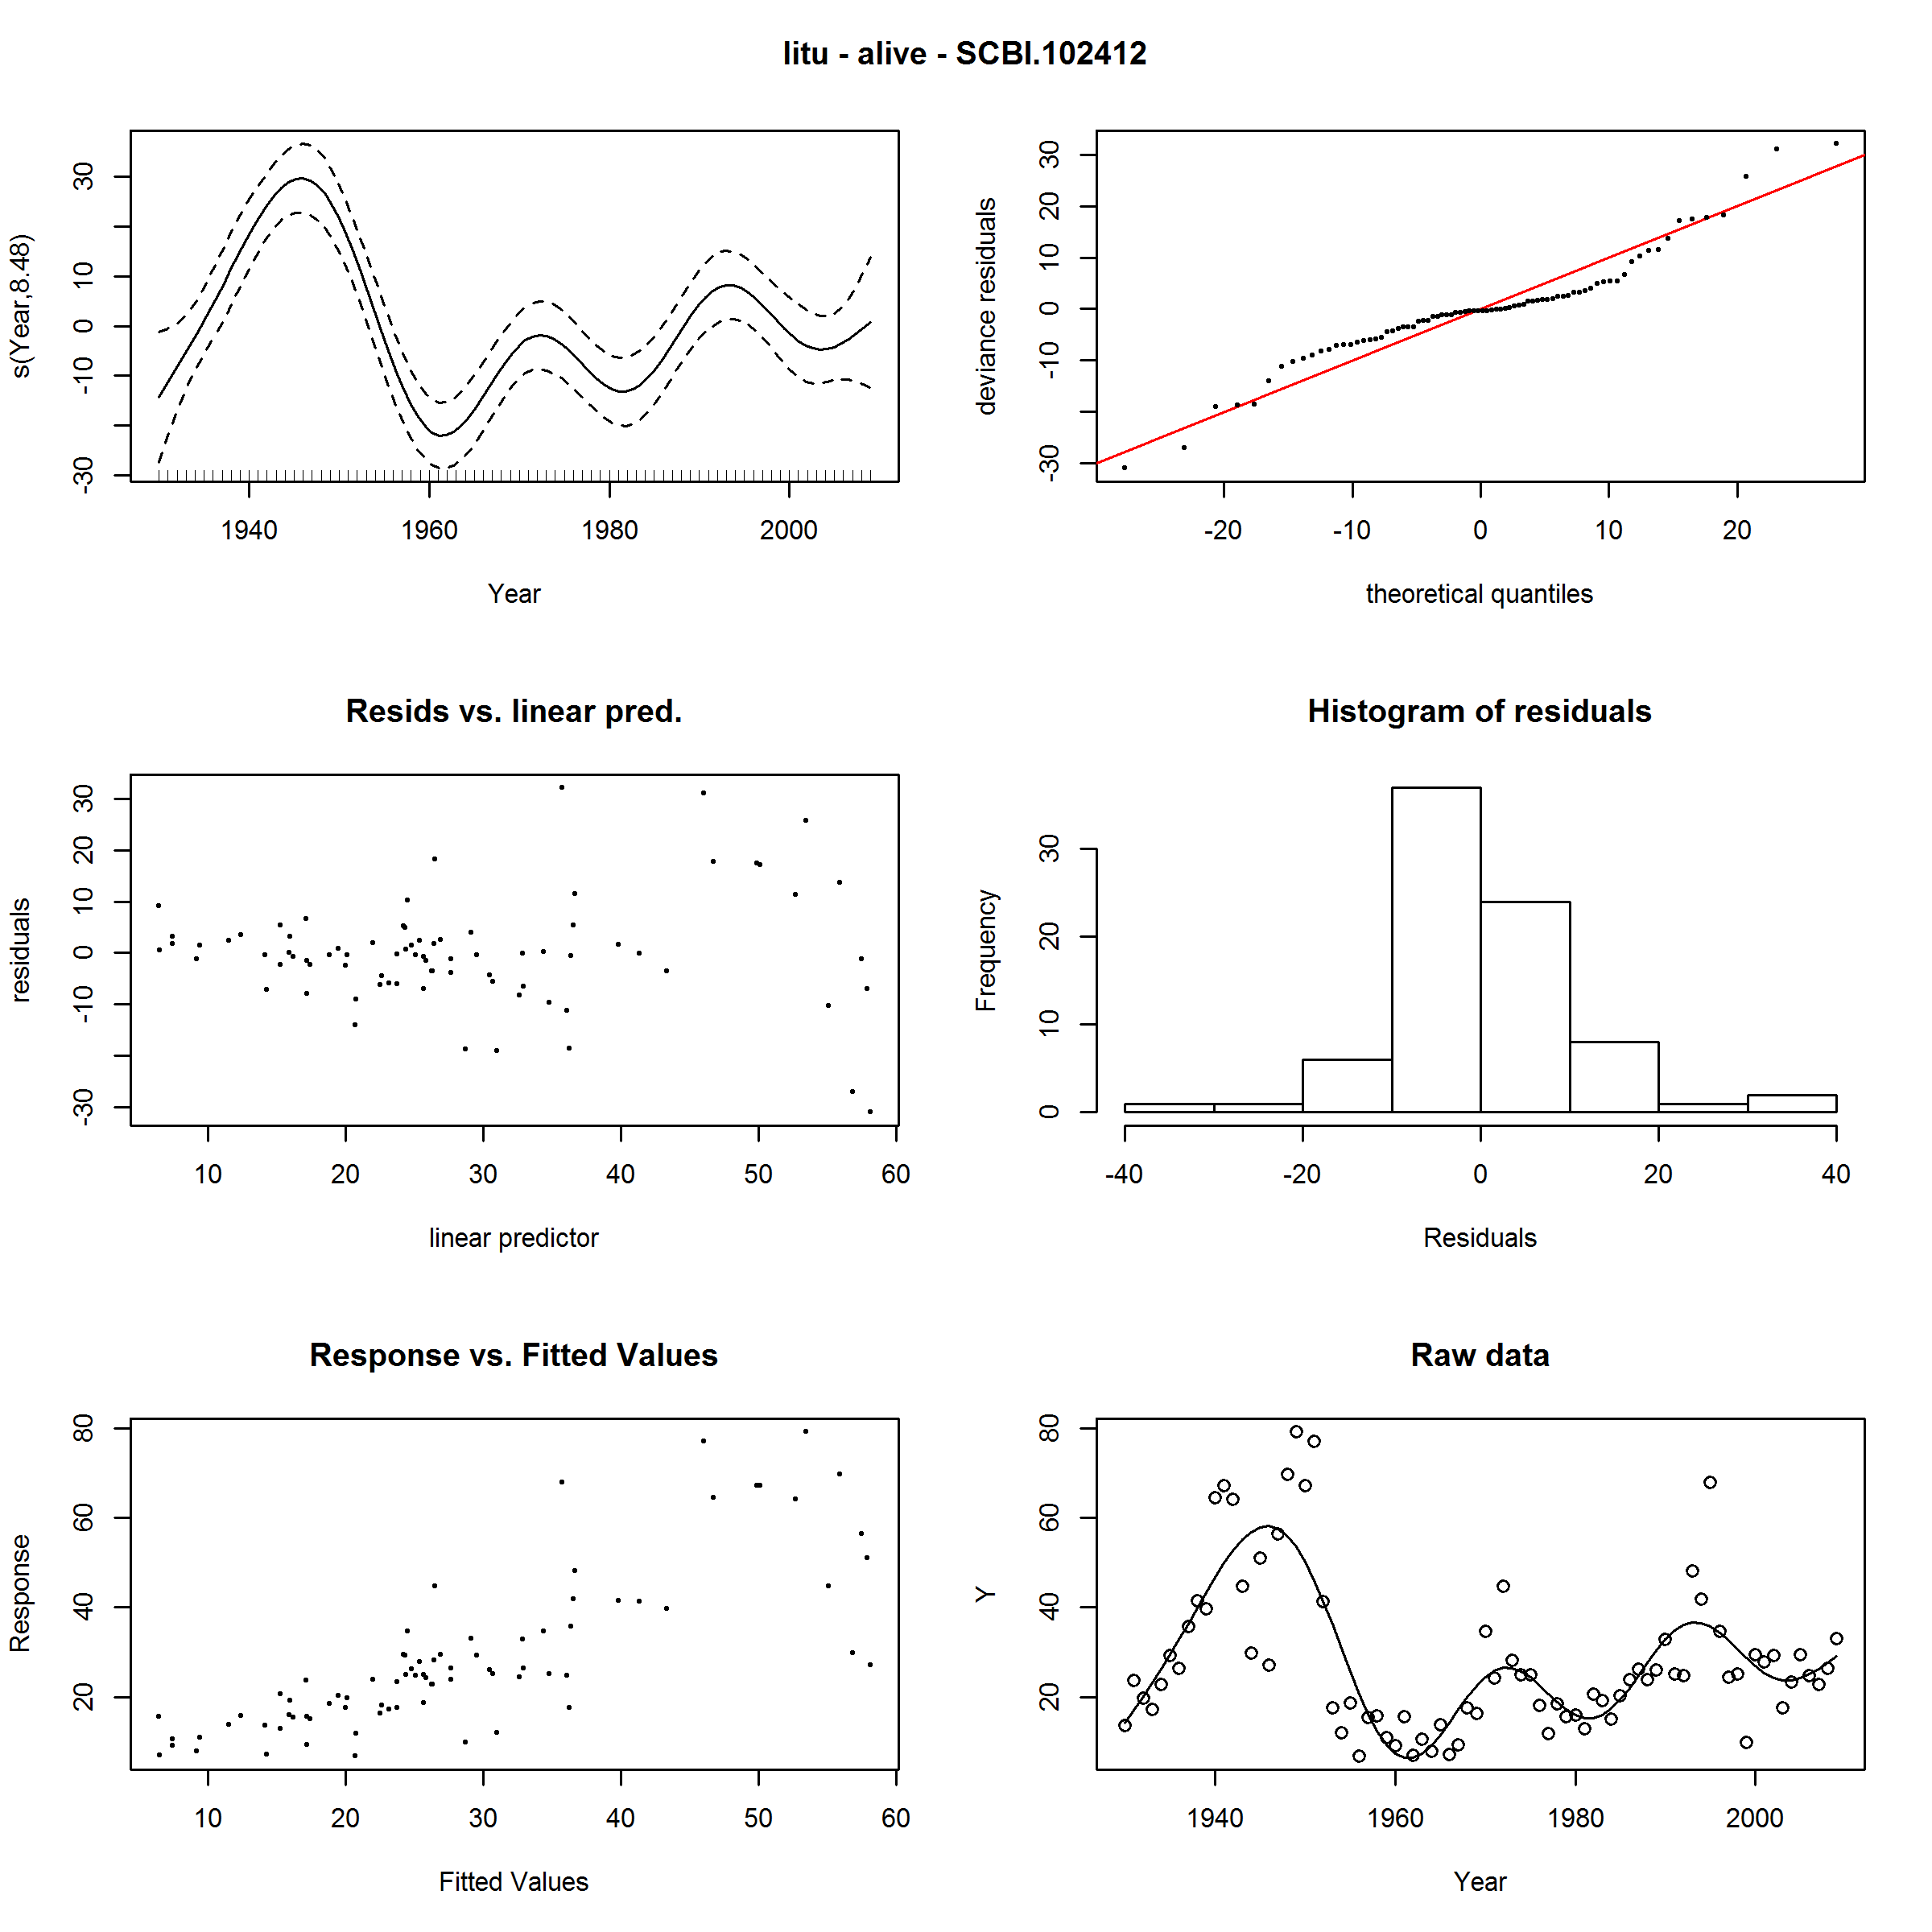 litu - alive - SCBI.102412
s(Year,8.48)
-30 -10 0 10 30
1940 1960 1980 2000
Year
deviance residuals
-30 -10 0 10 20 30
-20 -10 0 10 20
theoretical quantiles
Resids vs. linear pred.
residuals
-30 -10 0 10 20 30
10 20 30 40 50 60
linear predictor
Histogram of residuals
Frequency
0 10 20 30
-40 -20 0 20 40
Residuals
Response vs. Fitted Values
Response
20 40 60 80
10 20 30 40 50 60
Fitted Values
Raw data
Y
20 40 60 80
1940 1960 1980 2000
Year